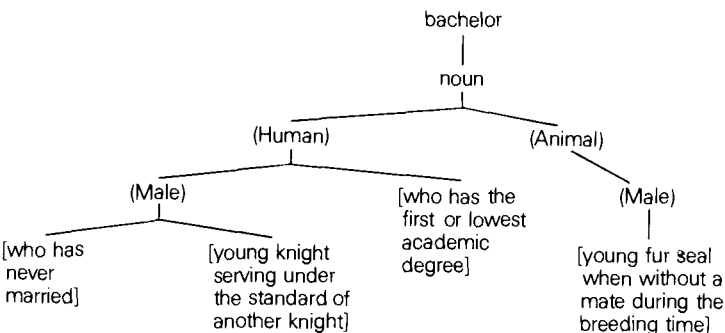 bachelor
noun
(Human)
(Animal)
(Male)
[who has the
first or lowest
academic
degree]
(Male)
[who has
never
married]
[young knight
serving under
the standard of
another knight]
[young fur seal
when without a
mate during the
breeding time]